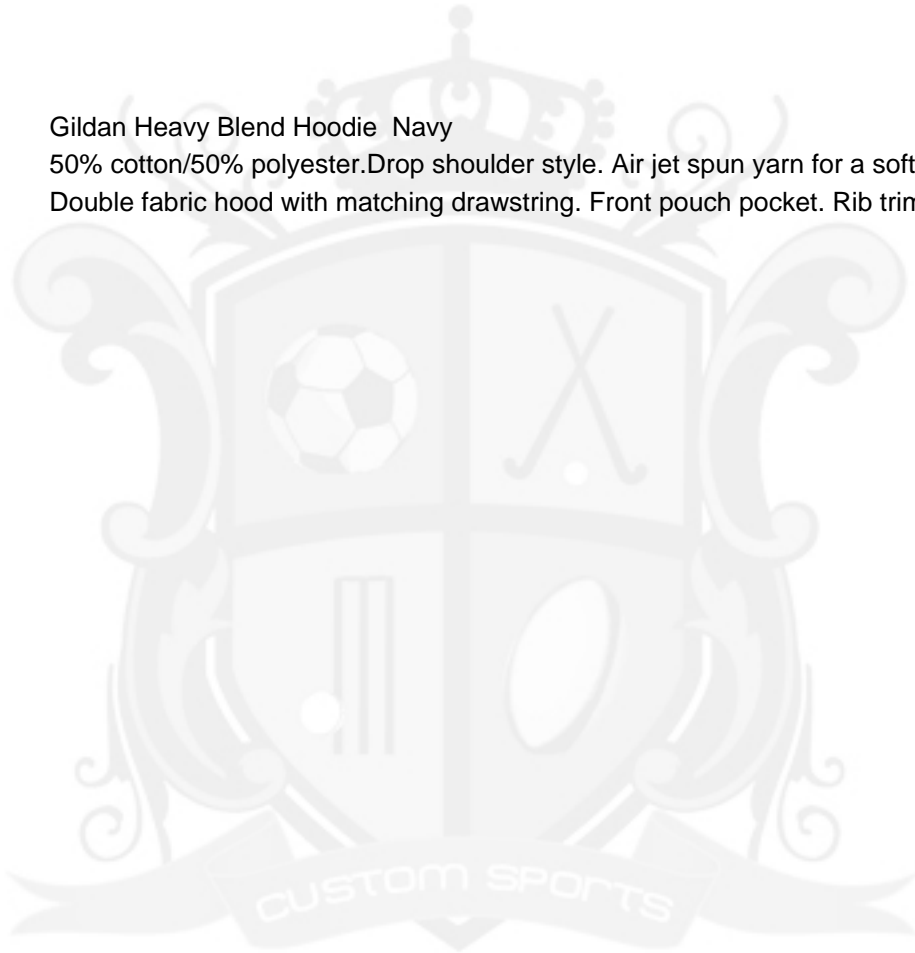 Gildan Heavy Blend Hoodie  Navy
50% cotton/50% polyester.Drop shoulder style. Air jet spun yarn for a soft
Double fabric hood with matching drawstring. Front pouch pocket. Rib trim
CUSTOM SPORTS